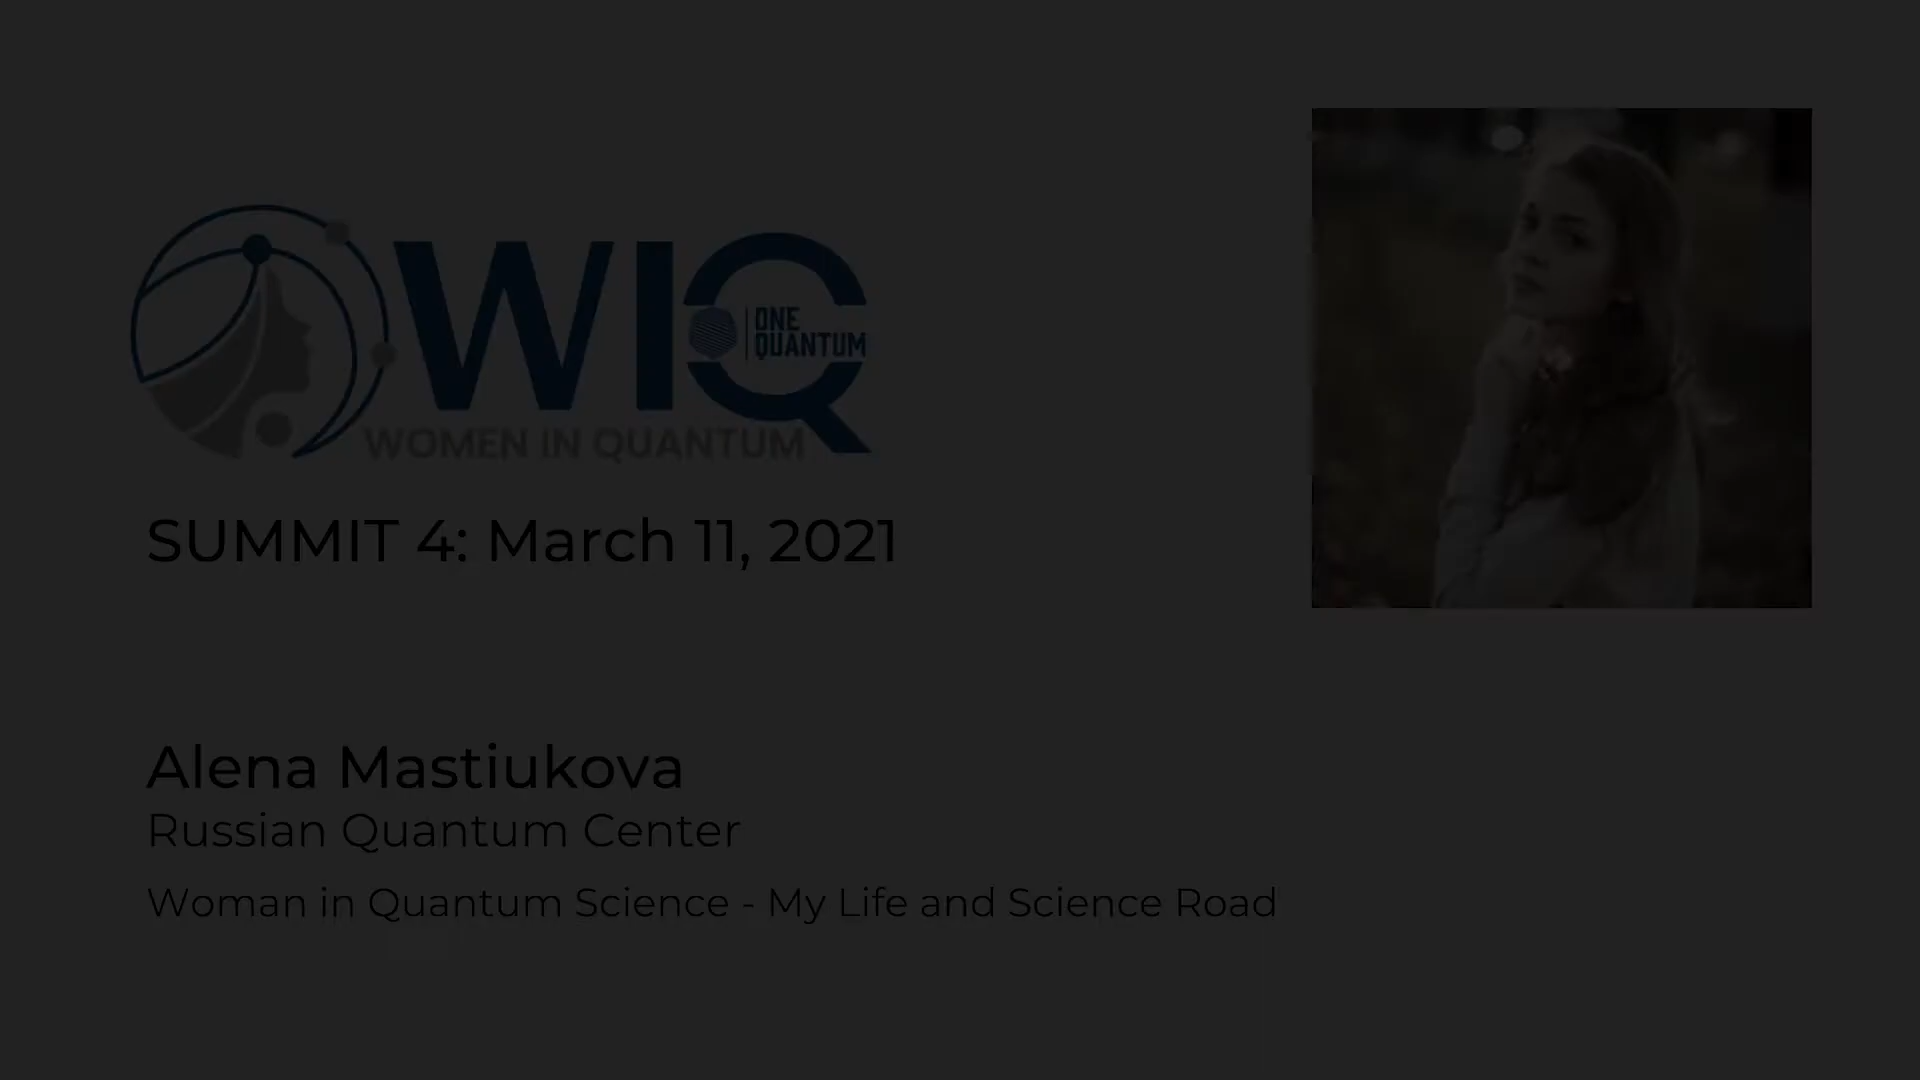 WIQ
ONE
QUANTUM
WOMEN IN QUANTUM
SUMMIT 4: March 11, 2021
Alena Mastiukova
Russian Quantum Center
Woman in Quantum Science - My Life and Science Road